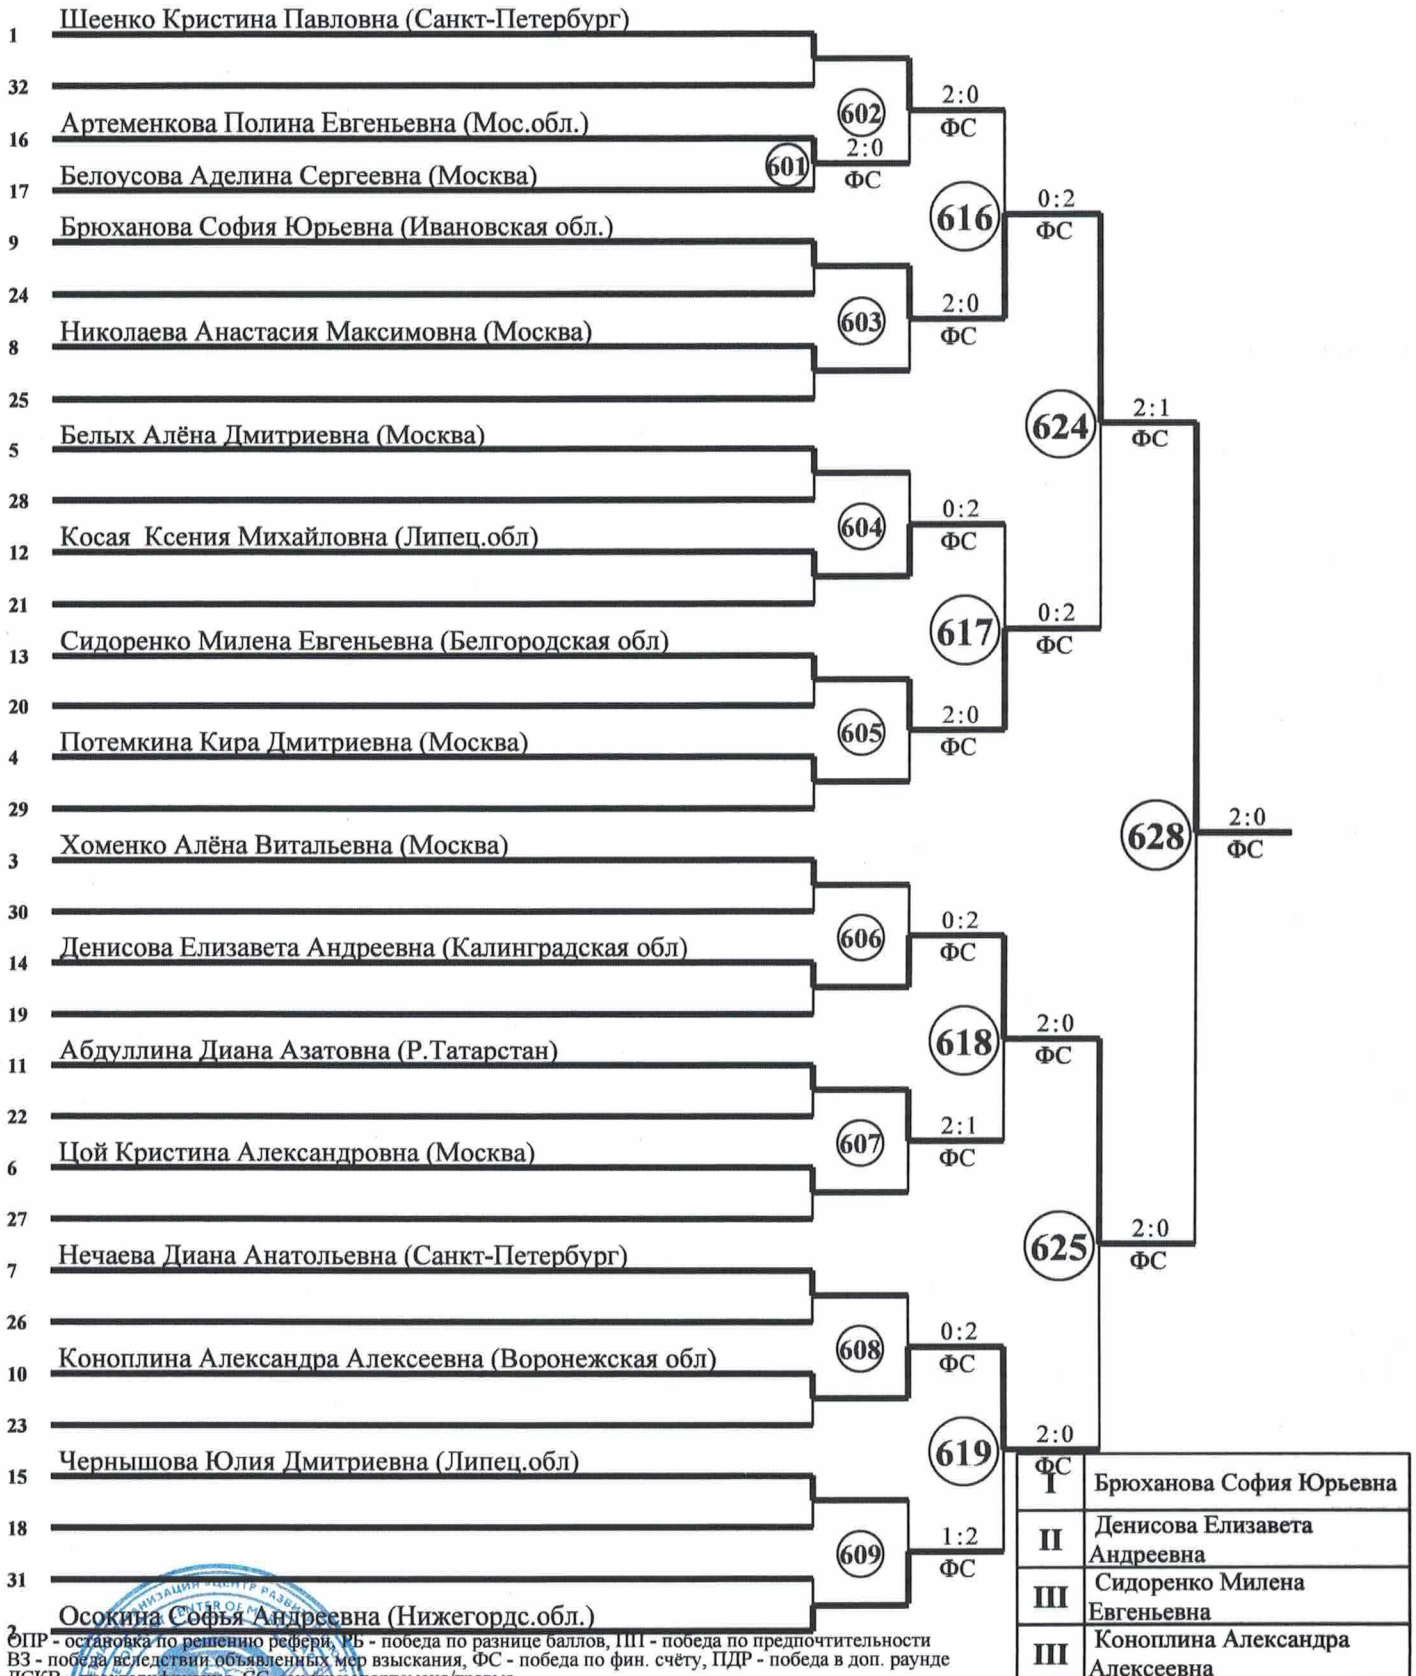 Шеенко Кристина Павловна (Санкт-Петербург)
1
32
602
2:0
ФС
Артеменкова Полина Евгеньевна (Мос.обл.)
16
601
2:0
ФС
Белоусова Аделина Сергеевна (Москва)
17
616
0:2
ФС
Брюханова София Юрьевна (Ивановская обл.)
9
24
603
2:0
ФС
Николаева Анастасия Максимовна (Москва)
8
25
624
2:1
ФС
Белых Алёна Дмитриевна (Москва)
5
28
604
0:2
ФС
Косая Ксения Михайловна (Липец.обл)
12
21
617
0:2
ФС
Сидоренко Милена Евгеньевна (Белгородская обл)
13
20
605
2:0
ФС
Потемкина Кира Дмитриевна (Москва)
4
29
628
2:0
ФС
Хоменко Алёна Витальевна (Москва)
3
30
606
0:2
ФС
Денисова Елизавета Андреевна (Калинградская обл)
14
19
618
2:0
ФС
Абдуллина Диана Азатовна (Р.Татарстан)
11
22
607
2:1
ФС
Цой Кристина Александровна (Москва)
6
27
625
2:0
ФС
Нечаева Диана Анатольевна (Санкт-Петербург)
7
26
608
0:2
ФС
Коноплина Александра Алексеевна (Воронежская обл)
10
23
619
2:0
ФС
Чернышова Юлия Дмитриевна (Липец.обл)
15
18
609
1:2
ФС
31
Осокина Софья Андреевна (Нижегордс.обл.)
2
I Брюханова София Юрьевна
II Денисова Елизавета
Андреевна
III Сидоренко Милена
Евгеньевна
III Коноплина Александра
Алексеевна
ОПР - остановка по решению рефери, РБ - победа по разнице баллов, ПП - победа по предпочтительности
ВЗ - победа вследствии объявленных мер взыскания, ФС - победа по фин. счёту, ПДР - победа в доп. раунде